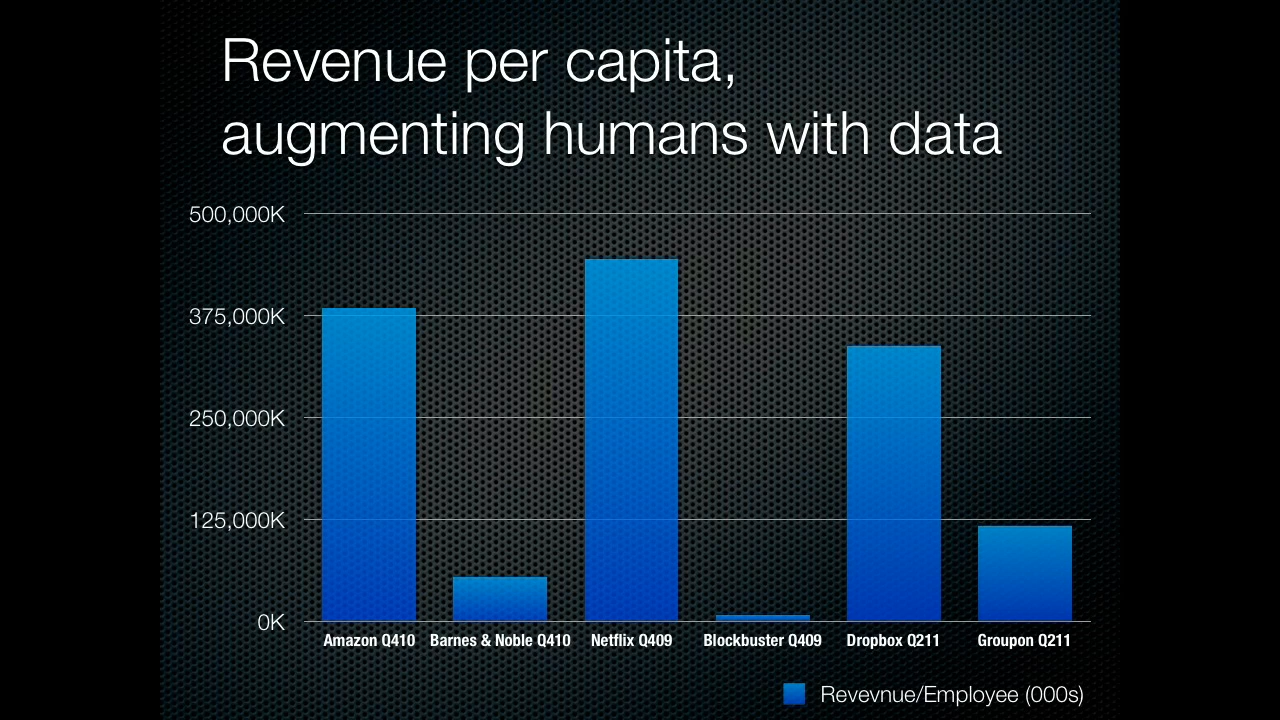 Revenue per capita,
augmenting humans with data
500,000K
375,000K
250,000K
125,000K
0K
Amazon Q410 Barnes & Noble Q410 Netflix Q409 Blockbuster Q409 Dropbox Q211 Groupon Q211
Revevnue/Employee (000s)